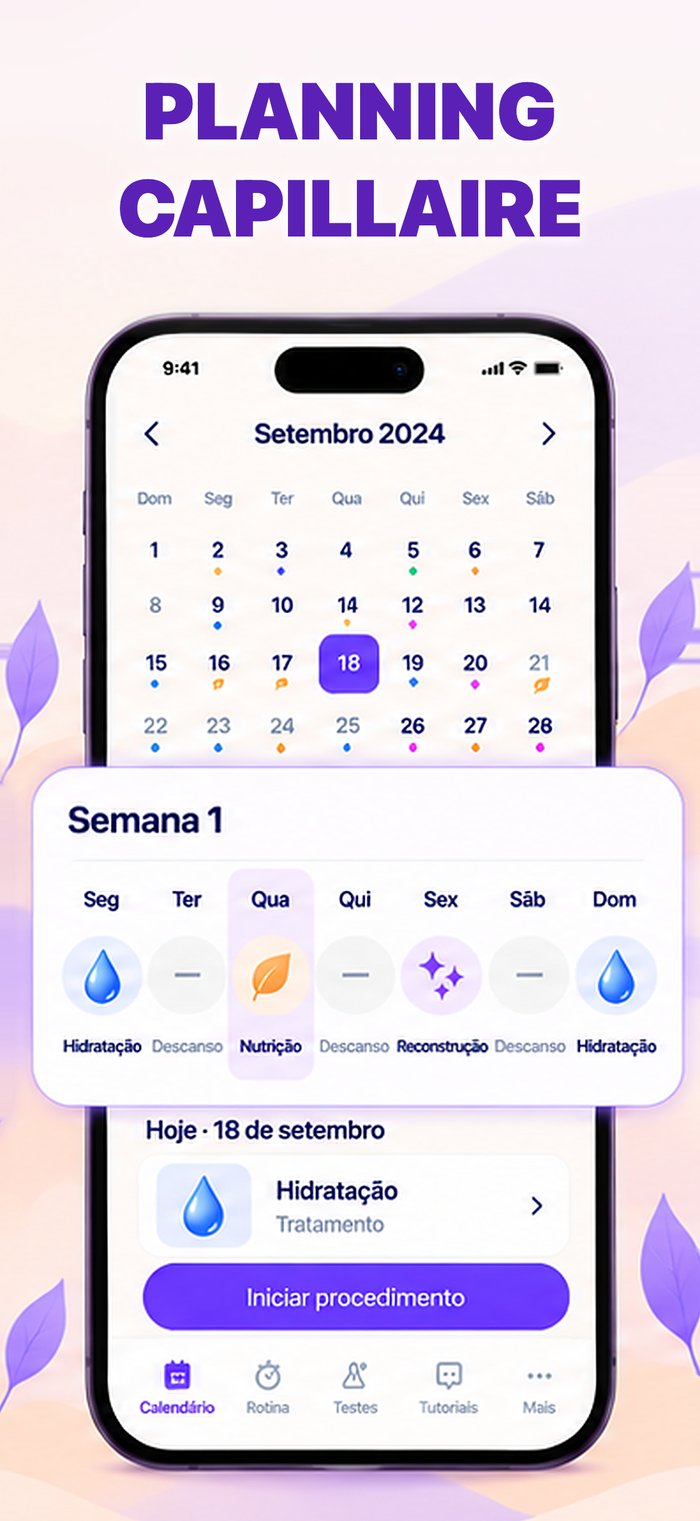 PLANNING
CAPILLAIRE
9:41
Setembro 2024
Dom Seg Ter Qua Qui Sex Sáb
1 2 3 4 5 6 7
8 9 10 14 12 13 14
15 16 17 18 19 20 21
22 23 24 25 26 27 28
Semana 1
Seg Ter Qua Qui Sex Sãb Dom
Hidratação Descanso Nutrição Descanso Reconstrução Descanso Hidratação
Hoje · 18 de setembro
Hidratação
Tratamento
Iniciar procedimento
Calendário Rotina Testes Tutoriais Mais